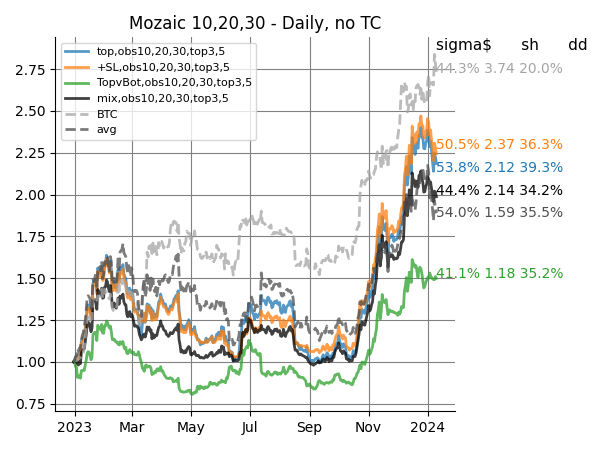 Mozaic 10,20,30 - Daily, no TC
sigma$ sh dd
top,obs10,20,30,top3,5
+SL,obs10,20,30,top3,5
TopvBot,obs10,20,30,top3,5
mix,obs10,20,30,top3,5
BTC
avg
44.3% 3.74 20.0%
50.5% 2.37 36.3%
53.8% 2.12 39.3%
44.4% 2.14 34.2%
54.0% 1.59 35.5%
41.1% 1.18 35.2%
2.75
2.50
2.25
2.00
1.75
1.50
1.25
1.00
0.75
2023 Mar May Jul Sep Nov 2024